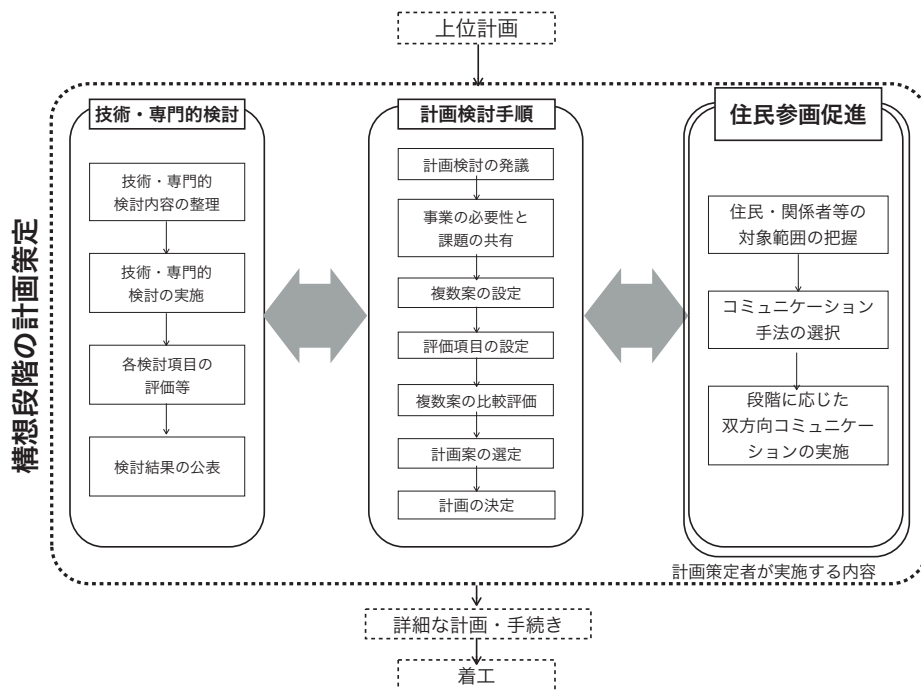 上位計画
構想段階の計画策定
技術・専門的検討
技術・専門的
検討内容の整理
技術・専門的
検討の実施
各検討項目の
評価等
検討結果の公表
計画検討手順
計画検討の発議
事業の必要性と
課題の共有
複数案の設定
評価項目の設定
複数案の比較評価
計画案の選定
計画の決定
住民参画促進
住民・関係者等の
対象範囲の把握
コミュニケーション
手法の選択
段階に応じた
双方向コミュニケー
ションの実施
計画策定者が実施する内容
詳細な計画・手続き
着工